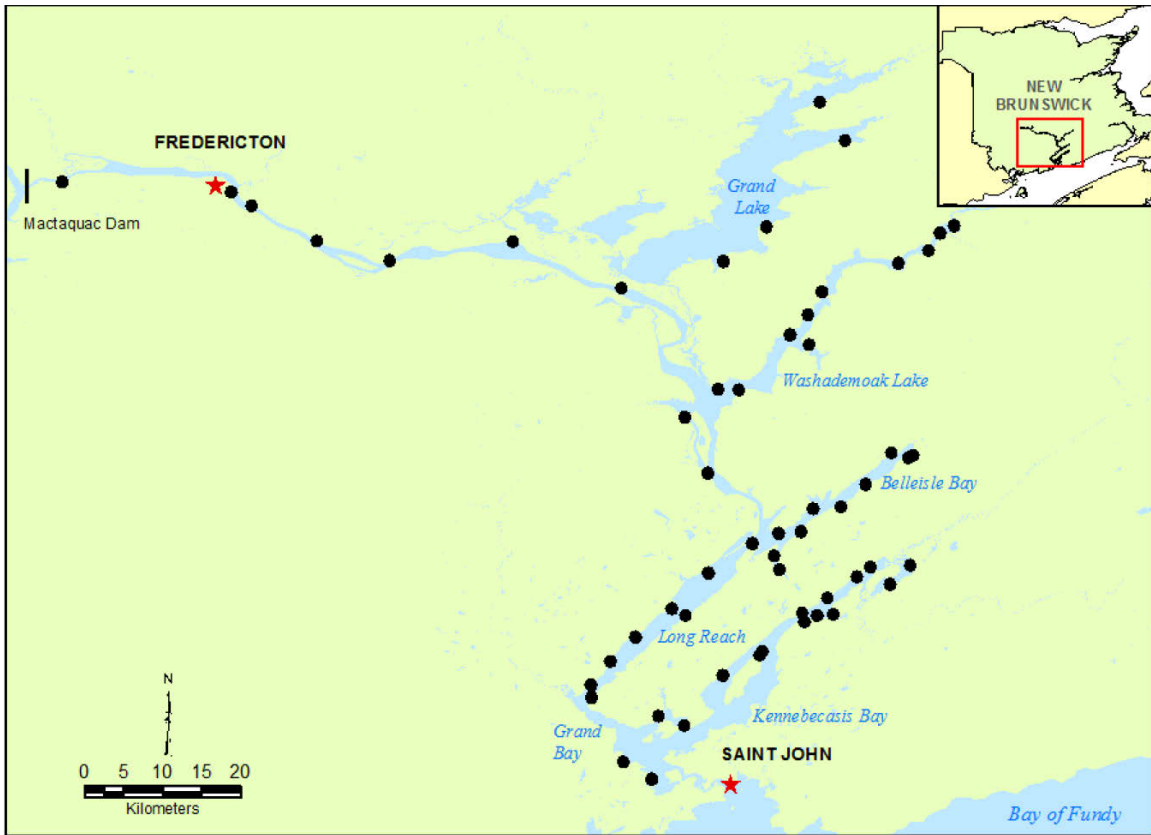 NEW
BRUNSWICK
FREDERICTON
Mactaquac Dam
Grand
Lake
Washademoak Lake
Belleisle Bay
Long Reach
Kennebecasis Bay
Grand
Bay
SAINT JOHN
Bay of Fundy
N
0 5 10 15 20
Kilometers